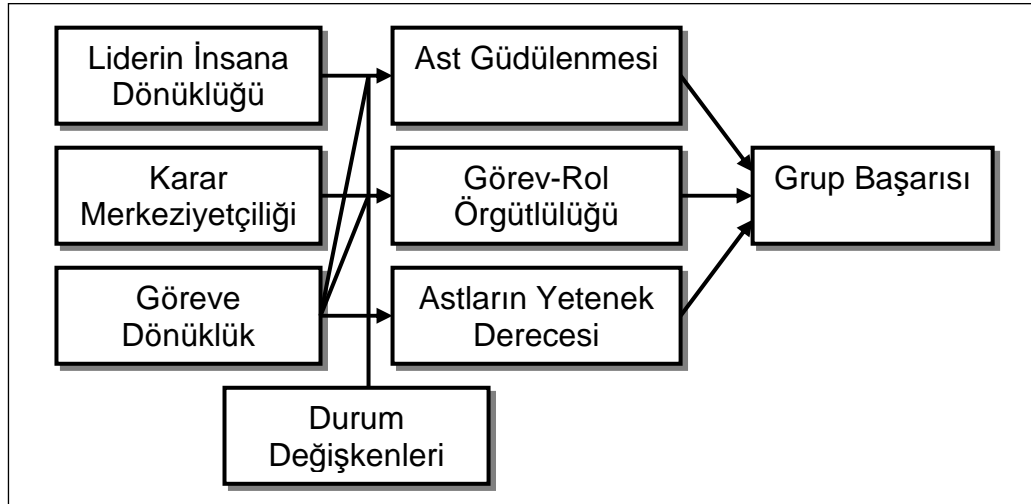 Liderin İnsana
Dönüklüğü
Ast Güdülenmesi
Karar
Merkeziyetçiliği
Görev-Rol
Örgütlülüğü
Grup Başarısı
Göreve
Dönüklük
Astların Yetenek
Derecesi
Durum
Değişkenleri